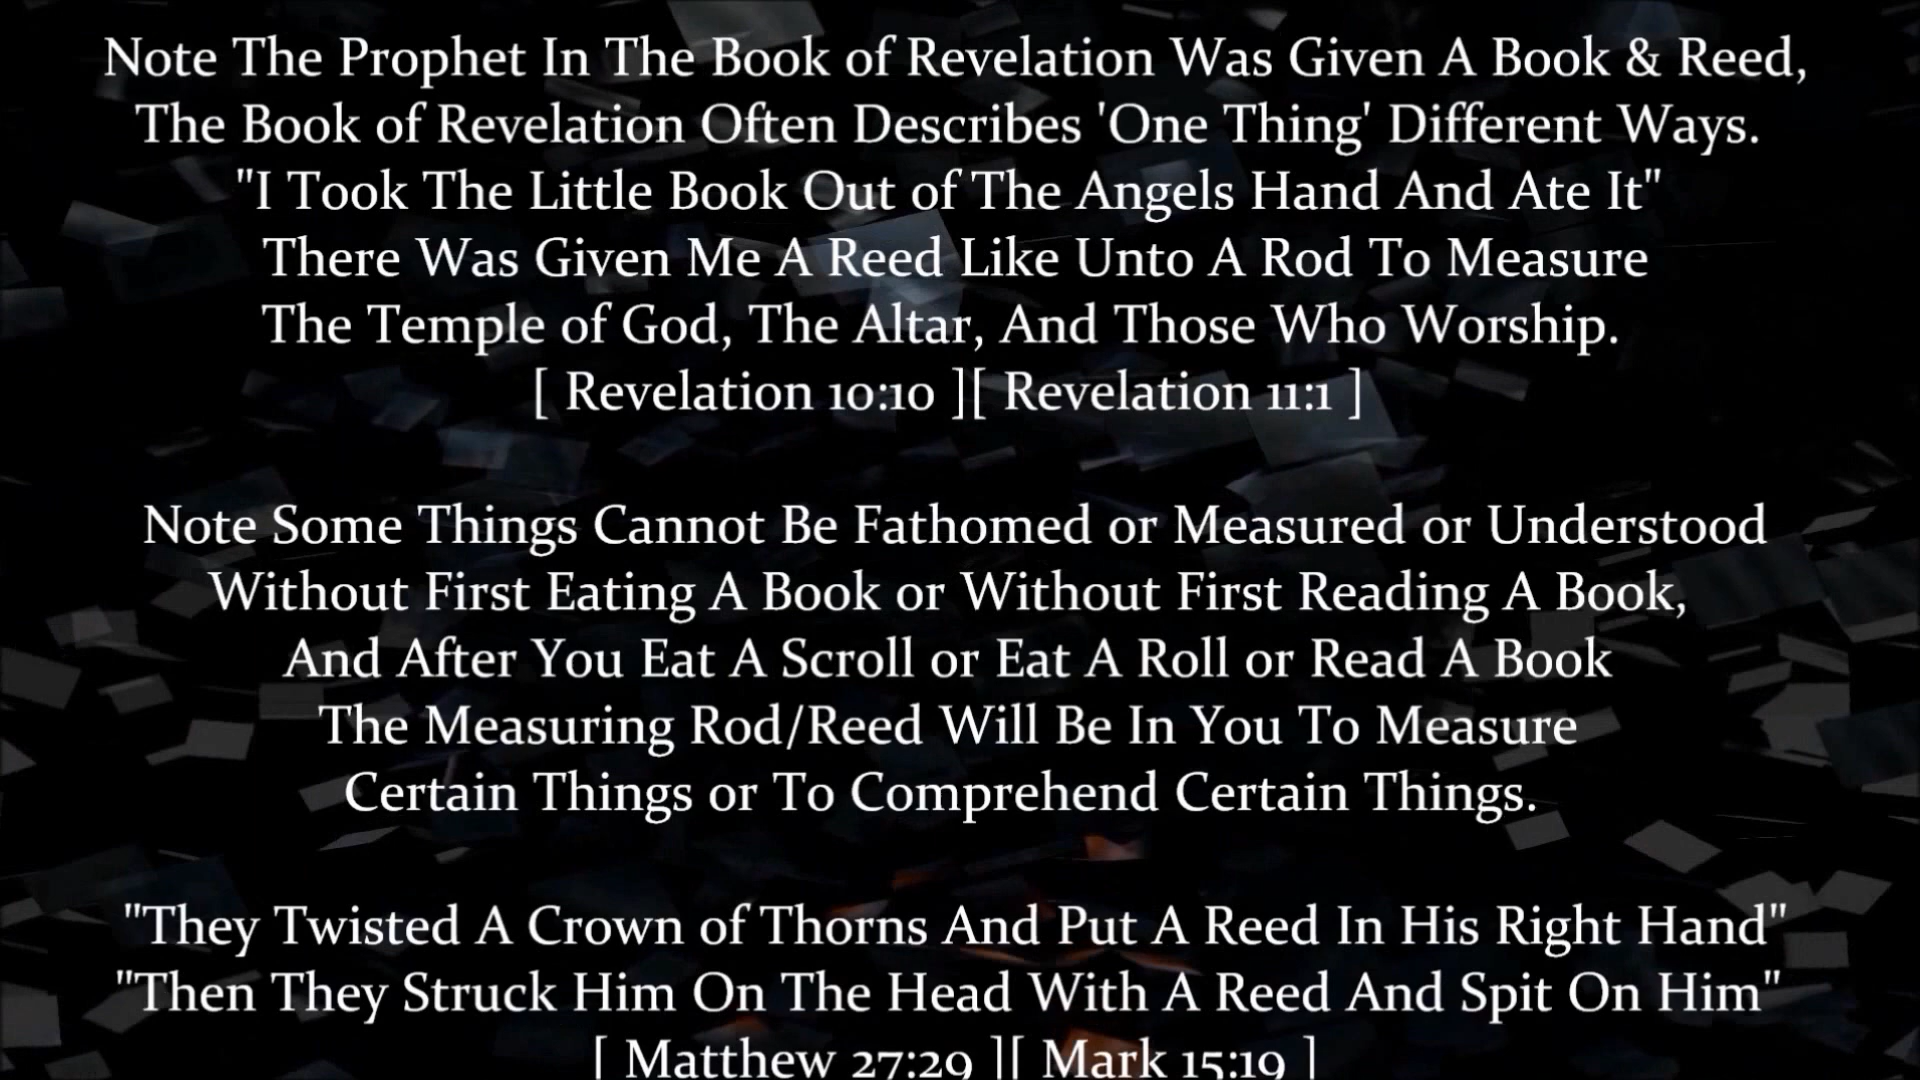 Note The Prophet In The Book of Revelation Was Given A Book & Reed,
The Book of Revelation Often Describes 'One Thing' Different Ways.
"I Took The Little Book Out of The Angels Hand And Ate It"
There Was Given Me A Reed Like Unto A Rod To Measure
The Temple of God, The Altar, And Those Who Worship.
[ Revelation 10:10 ][ Revelation 11:1 ]
Note Some Things Cannot Be Fathomed or Measured or Understood
Without First Eating A Book or Without First Reading A Book,
And After You Eat A Scroll or Eat A Roll or Read A Book
The Measuring Rod/Reed Will Be In You To Measure
Certain Things or To Comprehend Certain Things.
"They Twisted A Crown of Thorns And Put A Reed In His Right Hand"
"Then They Struck Him On The Head With A Reed And Spit On Him"
[ Matthew 27:29 ][ Mark 15:19 ]